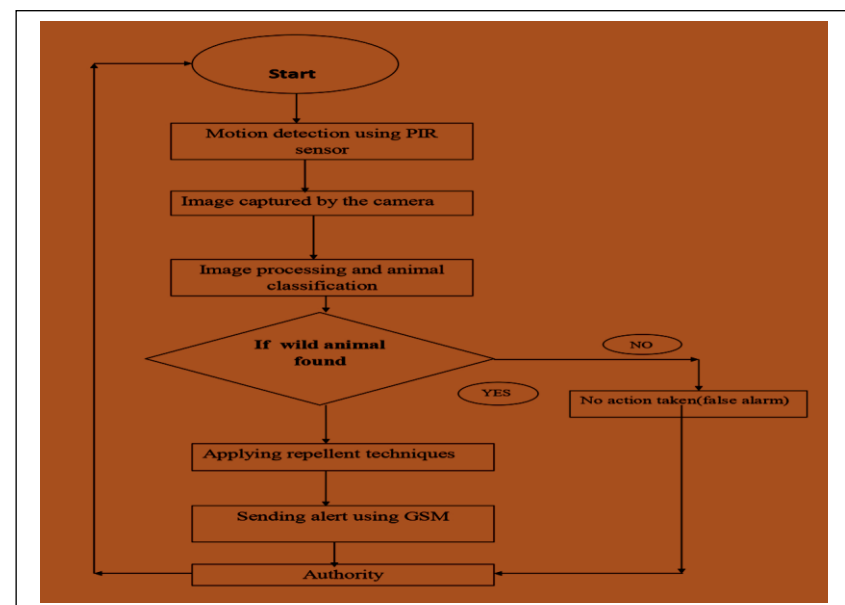 Start
Motion detection using PIR
sensor
Image captured by the camera
Image processing and animal
classification
If wild animal
found
NO
YES
No action taken(false alarm)
Applying repellent techniques
Sending alert using GSM
Authority